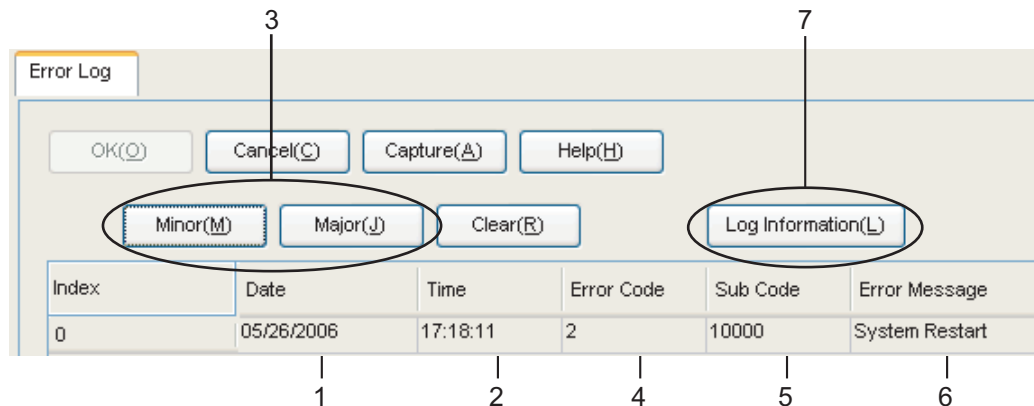 3 7
Error Log
OK(O) Cancel(C) Capture(A) Help(H)
Minor(M) Major(J) Clear(R) Log Information(L)
Index Date Time Error Code Sub Code Error Message
0 05/26/2006 17:18:11 2 10000 System Restart
1 2 4 5 6